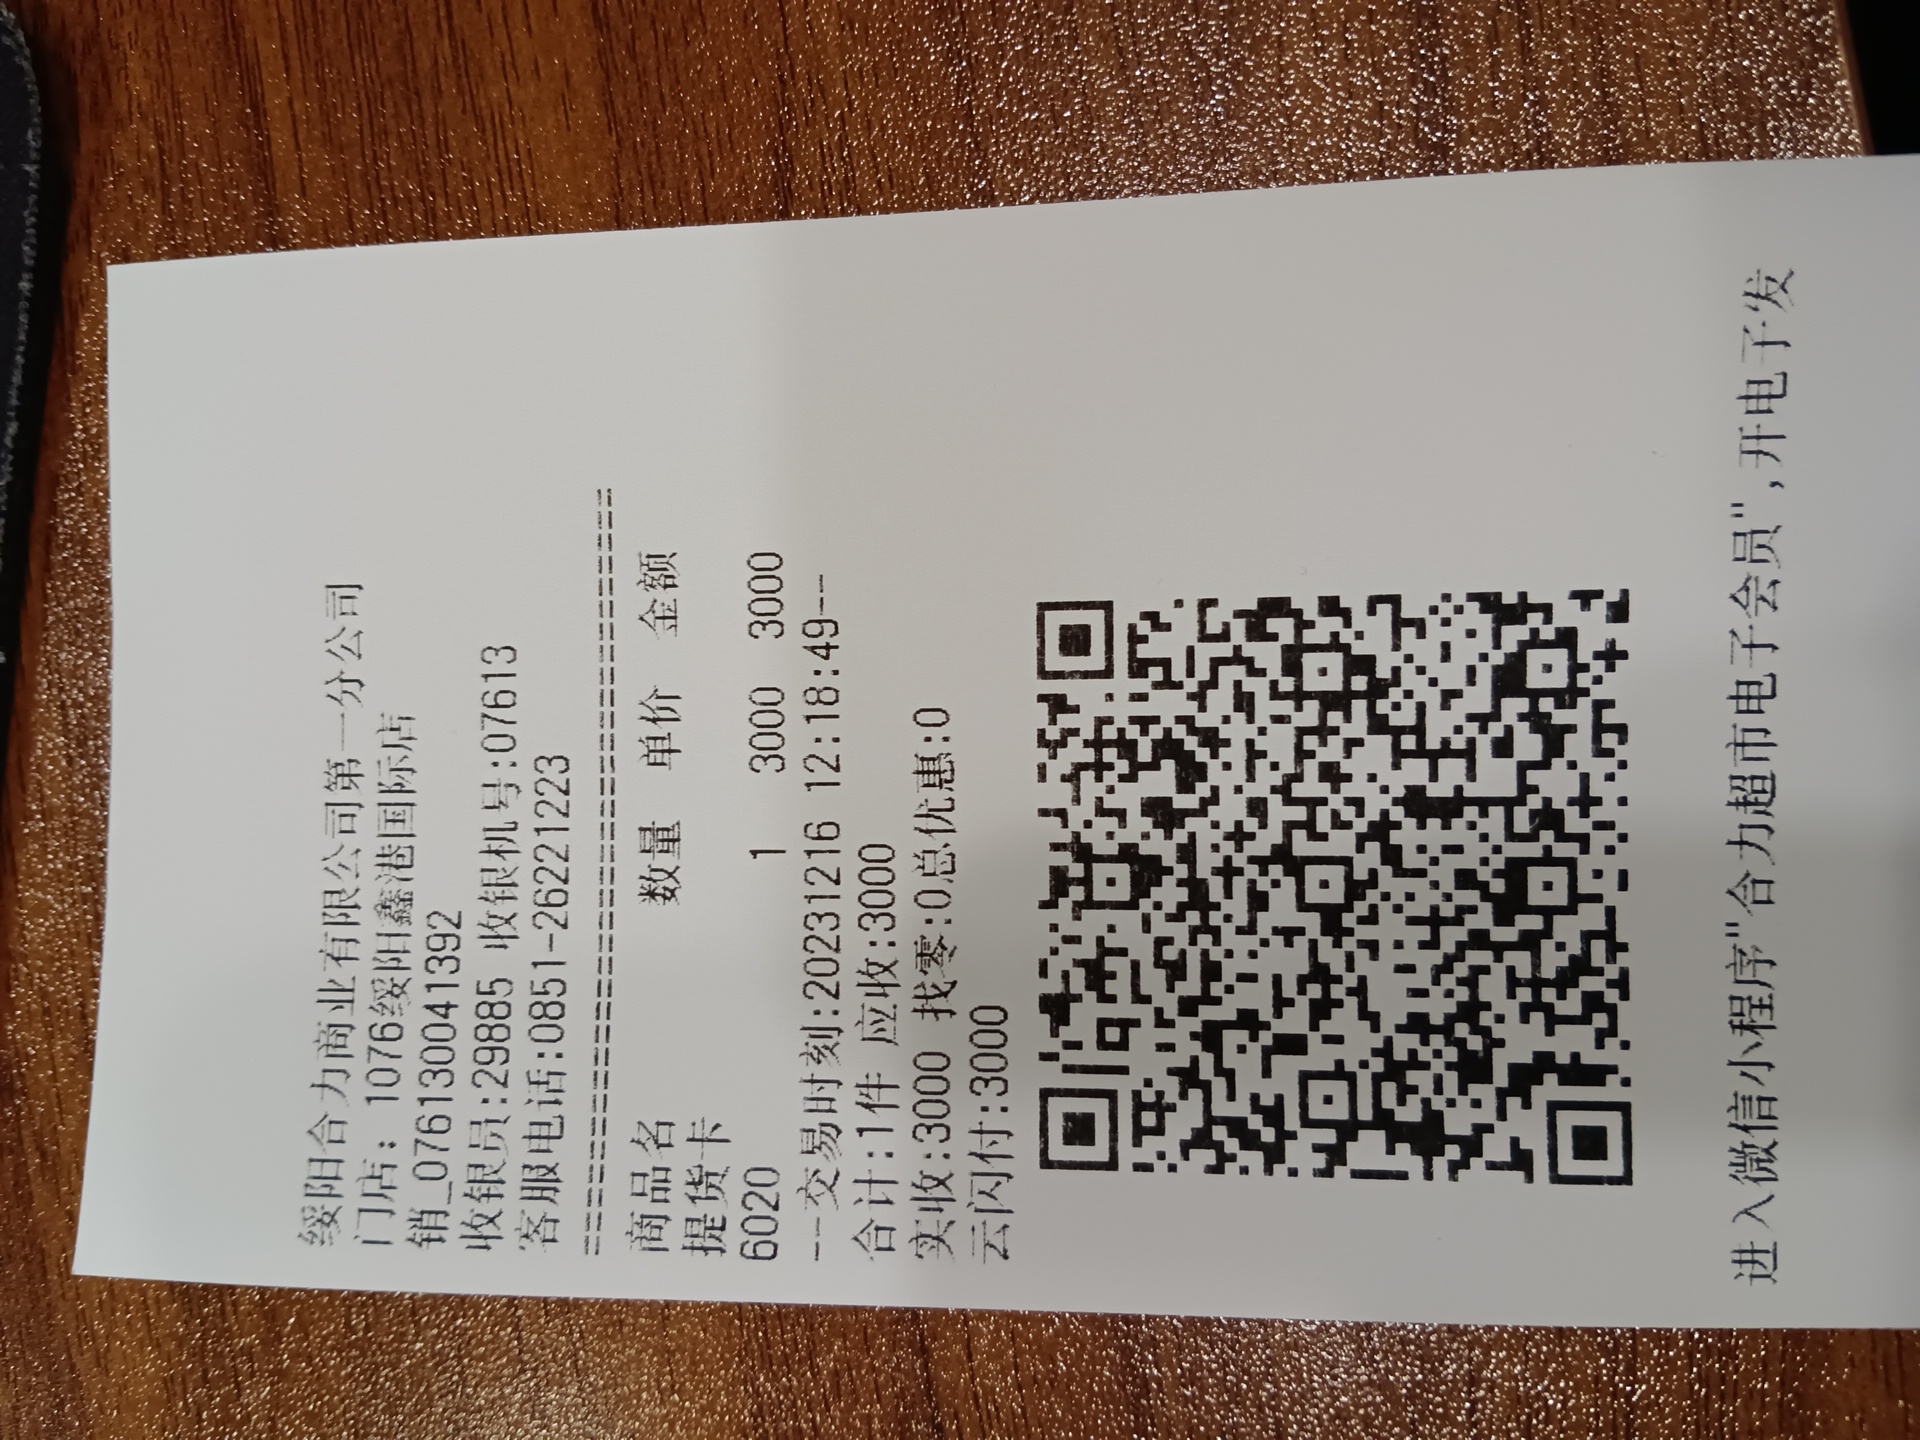 绥阳合力商业有限公司第一分公司
门店: 1076绥阳鑫港国际店
销_076130041392
收银员:29885 收银机号:07613
客服电话:0851-26221223
================================
商品名 数量 单价 金额
提货卡
6020 1 3000 3000
--交易时刻:20231216 12:18:49--
合计:1件 应收:3000
实收:3000 找零:0总优惠:0
云闪付:3000
进入微信小程序"合力超市电子会员",开电子发